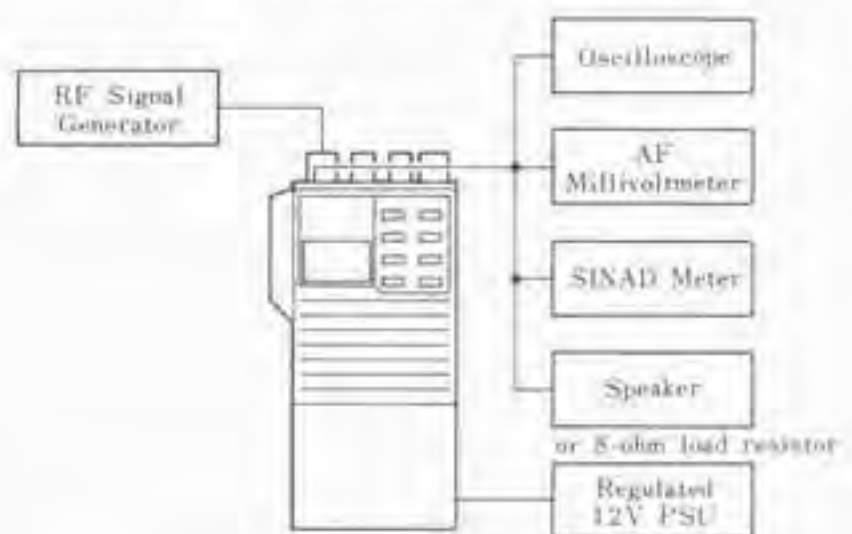 RF Signal
Generator
Oscilloscope
AF
Millivoltmeter
SINAD Meter
Speaker
or 8-ohm load resistor
Regulated
12V PSU